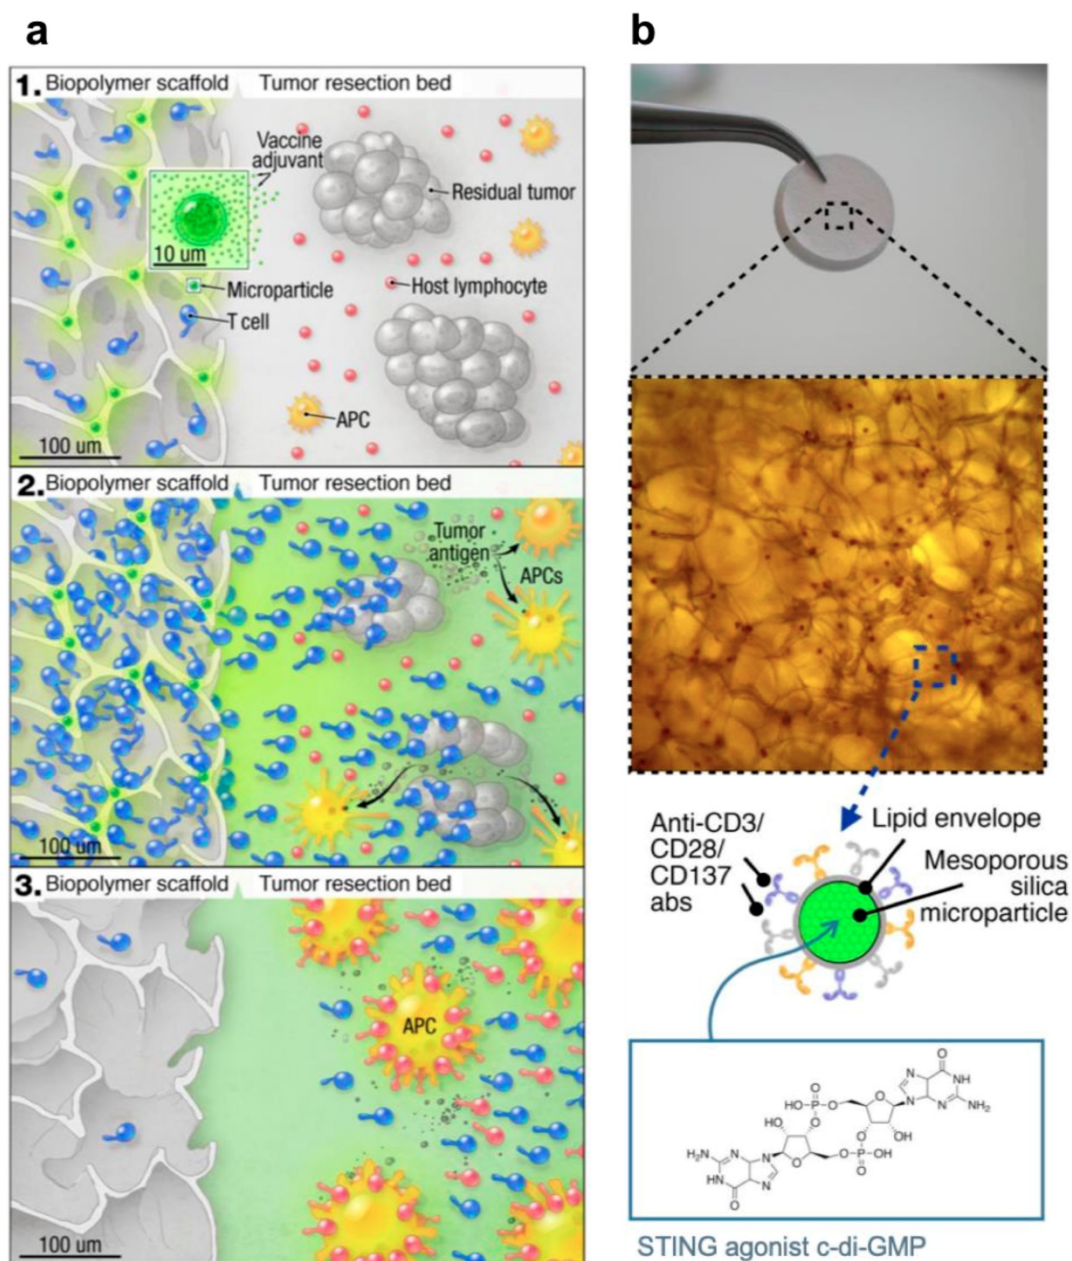 a
1. Biopolymer scaffold Tumor resection bed
Vaccine
adjuvant
Residual tumor
10 um
Microparticle
Host lymphocyte
T cell
APC
100 um
2. Biopolymer scaffold Tumor resection bed
Tumor
antigen
APCs
100 um
3. Biopolymer scaffold Tumor resection bed
APC
100 um
b
Anti-CD3/
CD28/
CD137
abs
Lipid envelope
Mesoporous
silica
microparticle
O
N
NH
N
N
NH2
O
HO
P
O
O
O
HO
O
OH
O
O
P
OH
O
H2N
N
N
HN
N
O
STING agonist c-di-GMP